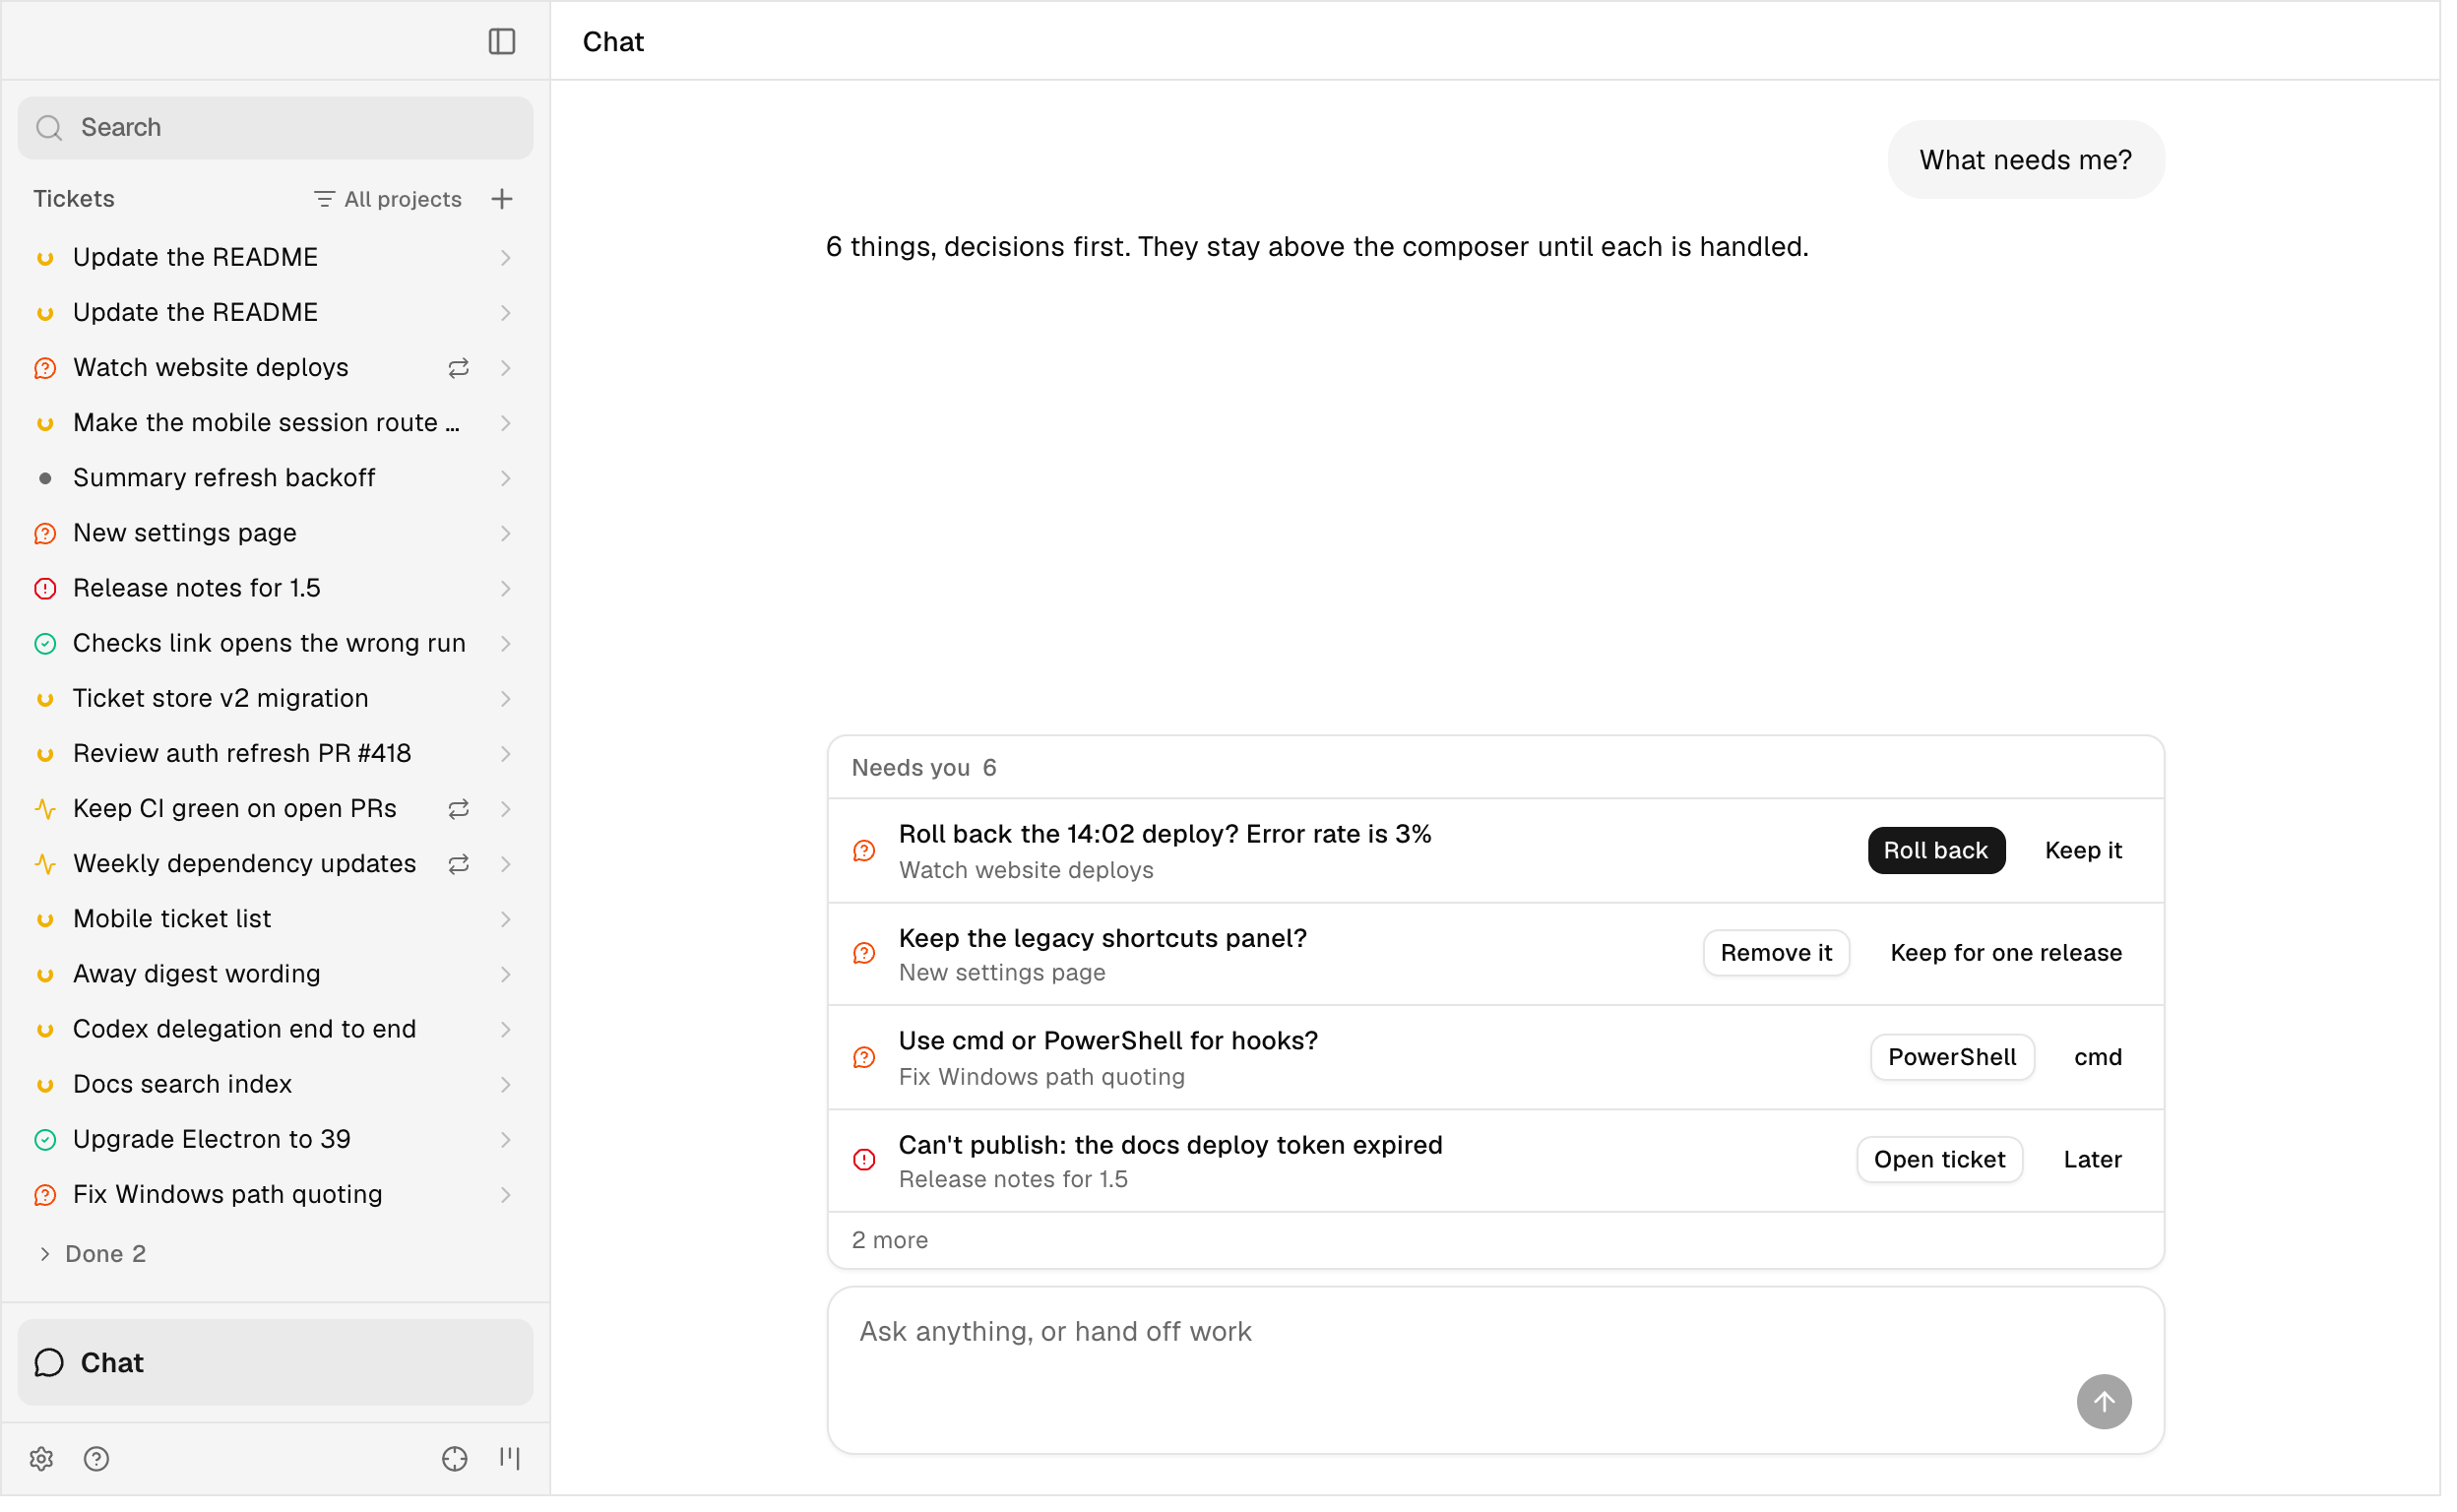 Search
Tickets All projects
Update the README
Update the README
Watch website deploys
Make the mobile session route ...
Summary refresh backoff
New settings page
Release notes for 1.5
Checks link opens the wrong run
Ticket store v2 migration
Review auth refresh PR #418
Keep CI green on open PRs
Weekly dependency updates
Mobile ticket list
Away digest wording
Codex delegation end to end
Docs search index
Upgrade Electron to 39
Fix Windows path quoting
Done 2
Chat
Chat
What needs me?
6 things, decisions first. They stay above the composer until each is handled.
Needs you 6
Roll back the 14:02 deploy? Error rate is 3%
Watch website deploys
Roll back Keep it
Keep the legacy shortcuts panel?
New settings page
Remove it Keep for one release
Use cmd or PowerShell for hooks?
Fix Windows path quoting
PowerShell cmd
Can't publish: the docs deploy token expired
Release notes for 1.5
Open ticket Later
2 more
Ask anything, or hand off work